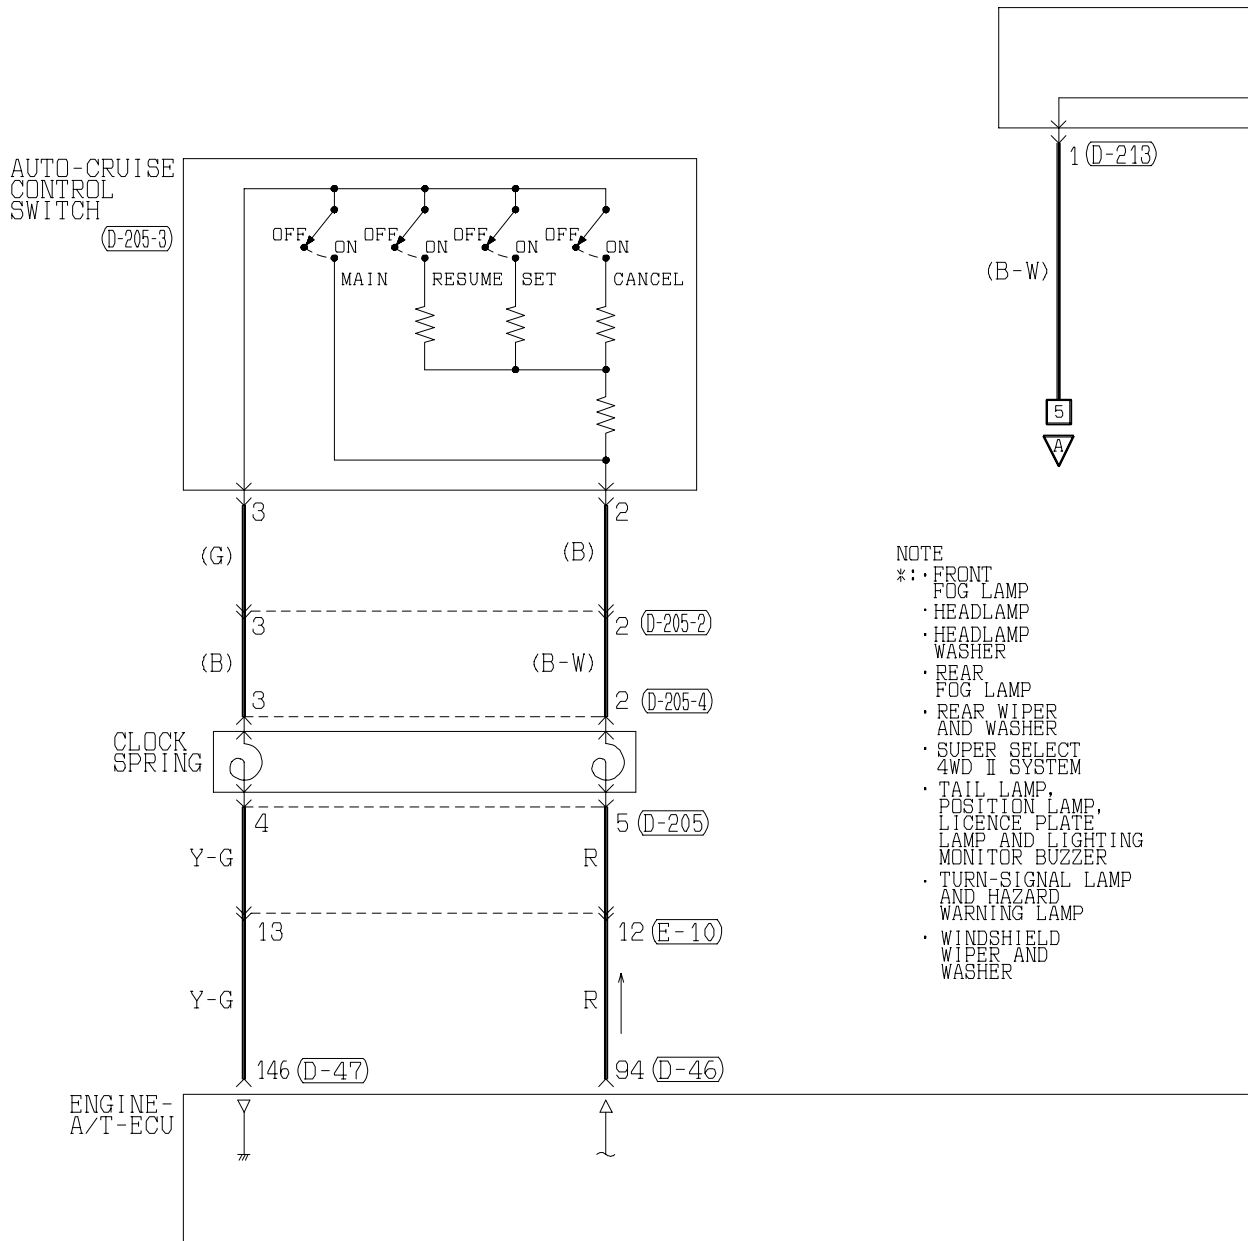 AUTO-CRUISE
CONTROL
SWITCH
D-205-3
OFF
ON
MAIN
OFF
ON
RESUME
OFF
ON
SET
OFF
ON
CANCEL
1 D-213
(B-W)
5
A
3
2
(G)
(B)
3
2 D-205-2
(B)
(B-W)
3
2 D-205-4
CLOCK
SPRING
4
5 D-205
Y-G
R
13
12 E-10
Y-G
R
146 D-47
94 D-46
ENGINE-
A/T-ECU
NOTE
*:・FRONT
FOG LAMP
・HEADLAMP
・HEADLAMP
WASHER
・REAR
FOG LAMP
・REAR WIPER
AND WASHER
・SUPER SELECT
4WD Ⅱ SYSTEM
・TAIL LAMP,
POSITION LAMP,
LICENCE PLATE
LAMP AND LIGHTING
MONITOR BUZZER
・TURN-SIGNAL LAMP
AND HAZARD
WARNING LAMP
・WINDSHIELD
WIPER AND
WASHER